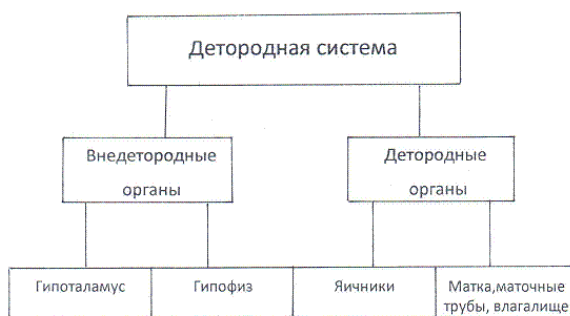 Детородная система
Внедетородные
органы
Детородные
органы
Гипоталамус
Гипофиз
Яичники
Матка,маточные
трубы, влагалище